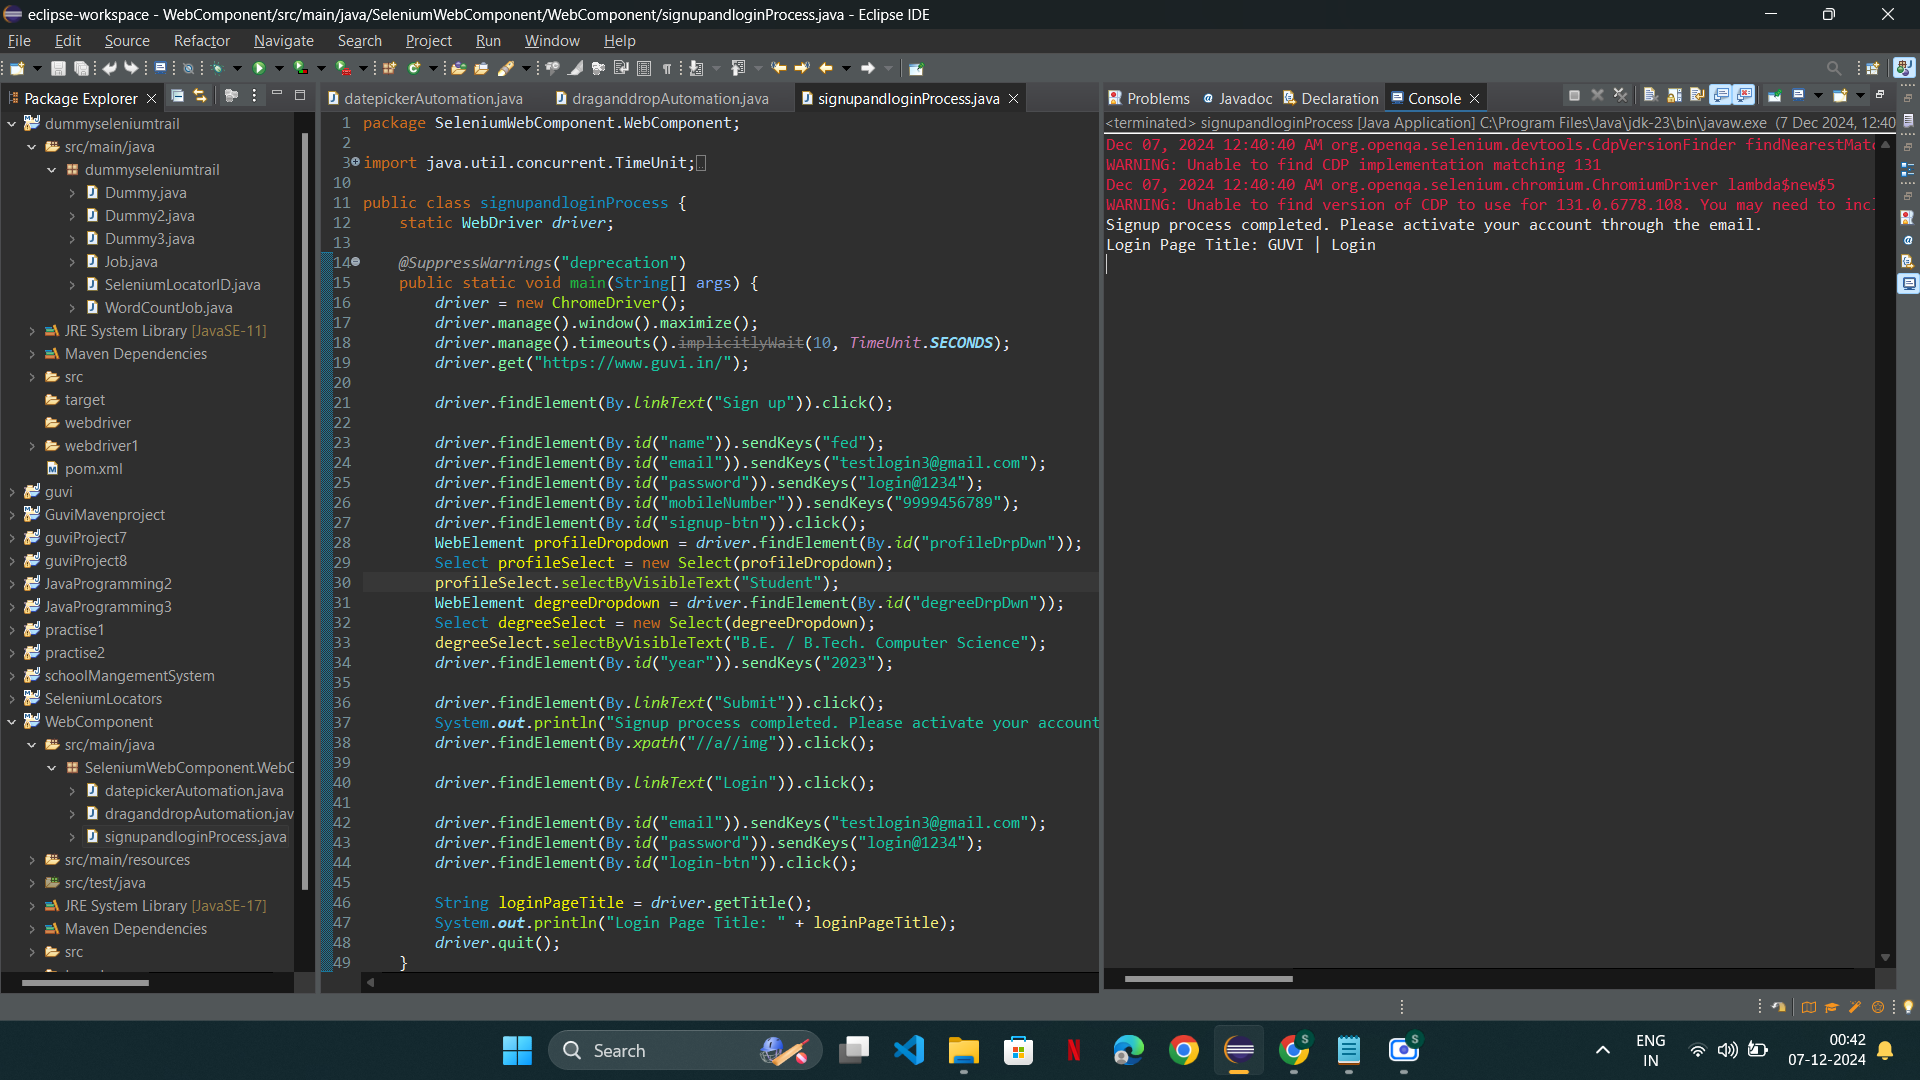 eclipse-workspace - WebComponent/src/main/java/SeleniumWebComponent/WebComponent/signupandloginProcess.java - Eclipse IDE
File Edit Source Refactor Navigate Search Project Run Window Help
Package Explorer
dummyseleniumtrail
src/main/java
dummyseleniumtrail
Dummy.java
Dummy2.java
Dummy3.java
Job.java
SeleniumLocatorID.java
WordCountJob.java
JRE System Library [JavaSE-11]
Maven Dependencies
src
target
webdriver
webdriver1
pom.xml
guvi
GuviMavenproject
guviProject7
guviProject8
JavaProgramming2
JavaProgramming3
practise1
practise2
schoolMangementSystem
SeleniumLocators
WebComponent
src/main/java
SeleniumWebComponent.WebC
datepickerAutomation.java
draganddropAutomation.jav
signupandloginProcess.java
src/main/resources
src/test/java
JRE System Library [JavaSE-17]
Maven Dependencies
src
datepickerAutomation.java draganddropAutomation.java signupandloginProcess.java
1 package SeleniumWebComponent.WebComponent;
2
3 import java.util.concurrent.TimeUnit;
10
11 public class signupandloginProcess {
12 static WebDriver driver;
13
14 @SuppressWarnings("deprecation")
15 public static void main(String[] args) {
16 driver = new ChromeDriver();
17 driver.manage().window().maximize();
18 driver.manage().timeouts().implicitlyWait(10, TimeUnit.SECONDS);
19 driver.get("https://www.guvi.in/");
20
21 driver.findElement(By.linkText("Sign up")).click();
22
23 driver.findElement(By.id("name")).sendKeys("fed");
24 driver.findElement(By.id("email")).sendKeys("testlogin3@gmail.com");
25 driver.findElement(By.id("password")).sendKeys("login@1234");
26 driver.findElement(By.id("mobileNumber")).sendKeys("9999456789");
27 driver.findElement(By.id("signup-btn")).click();
28 WebElement profileDropdown = driver.findElement(By.id("profileDrpDwn"));
29 Select profileSelect = new Select(profileDropdown);
30 profileSelect.selectByVisibleText("Student");
31 WebElement degreeDropdown = driver.findElement(By.id("degreeDrpDwn"));
32 Select degreeSelect = new Select(degreeDropdown);
33 degreeSelect.selectByVisibleText("B.E. / B.Tech. Computer Science");
34 driver.findElement(By.id("year")).sendKeys("2023");
35
36 driver.findElement(By.linkText("Submit")).click();
37 System.out.println("Signup process completed. Please activate your account
38 driver.findElement(By.xpath("//a//img")).click();
39
40 driver.findElement(By.linkText("Login")).click();
41
42 driver.findElement(By.id("email")).sendKeys("testlogin3@gmail.com");
43 driver.findElement(By.id("password")).sendKeys("login@1234");
44 driver.findElement(By.id("login-btn")).click();
45
46 String loginPageTitle = driver.getTitle();
47 System.out.println("Login Page Title: " + loginPageTitle);
48 driver.quit();
49 }
Problems Javadoc Declaration Console
<terminated> signupandloginProcess [Java Application] C:\Program Files\Java\jdk-23\bin\javaw.exe (7 Dec 2024, 12:40
Dec 07, 2024 12:40:40 AM org.openqa.selenium.devtools.CdpVersionFinder findNearestMatc
WARNING: Unable to find CDP implementation matching 131
Dec 07, 2024 12:40:40 AM org.openqa.selenium.chromium.ChromiumDriver lambda$new$5
WARNING: Unable to find version of CDP to use for 131.0.6778.108. You may need to incl
Signup process completed. Please activate your account through the email.
Login Page Title: GUVI | Login
Search
ENG
IN
00:42
07-12-2024